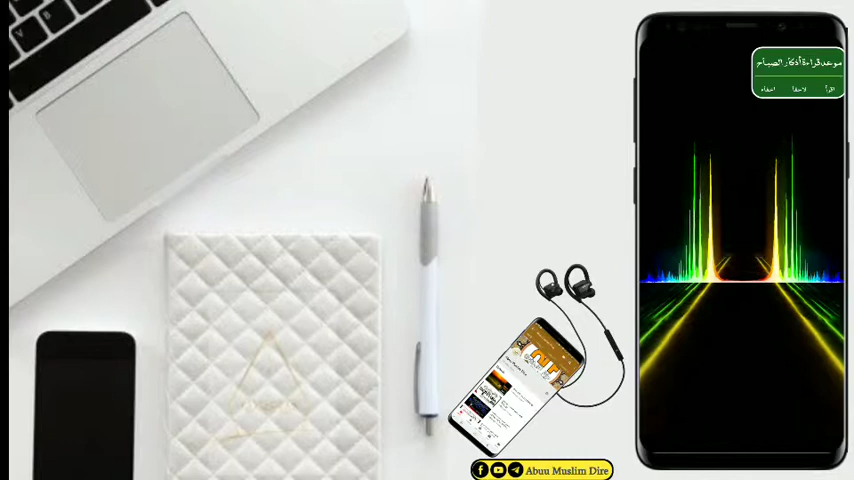 موعد قراءة أذكار الصباح
اقرأ لاحقا اخفاء
Abuu Muslim Dire